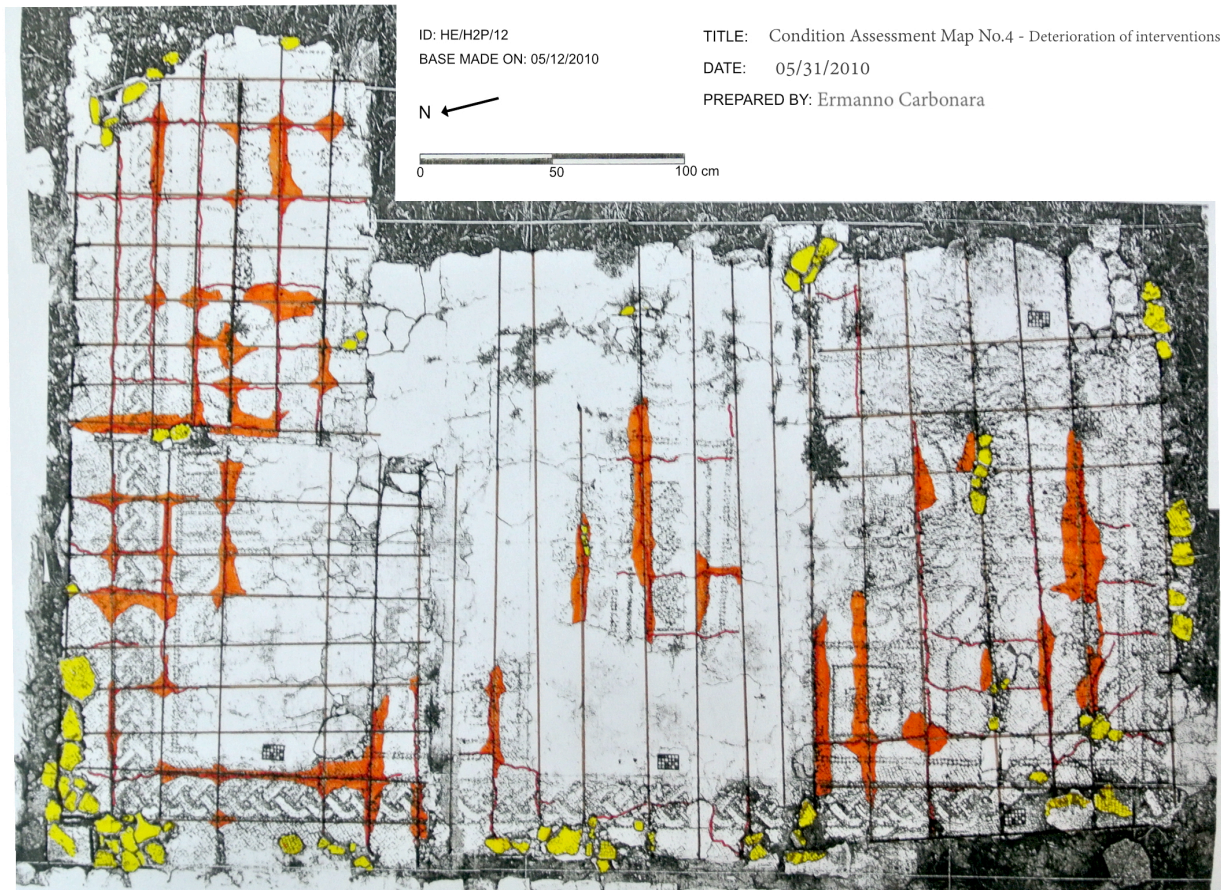 ID: HE/H2P/12
BASE MADE ON: 05/12/2010
N
0 50 100 cm
TITLE: Condition Assessment Map No.4 - Deterioration of interventions
DATE: 05/31/2010
PREPARED BY: Ermanno Carbonara